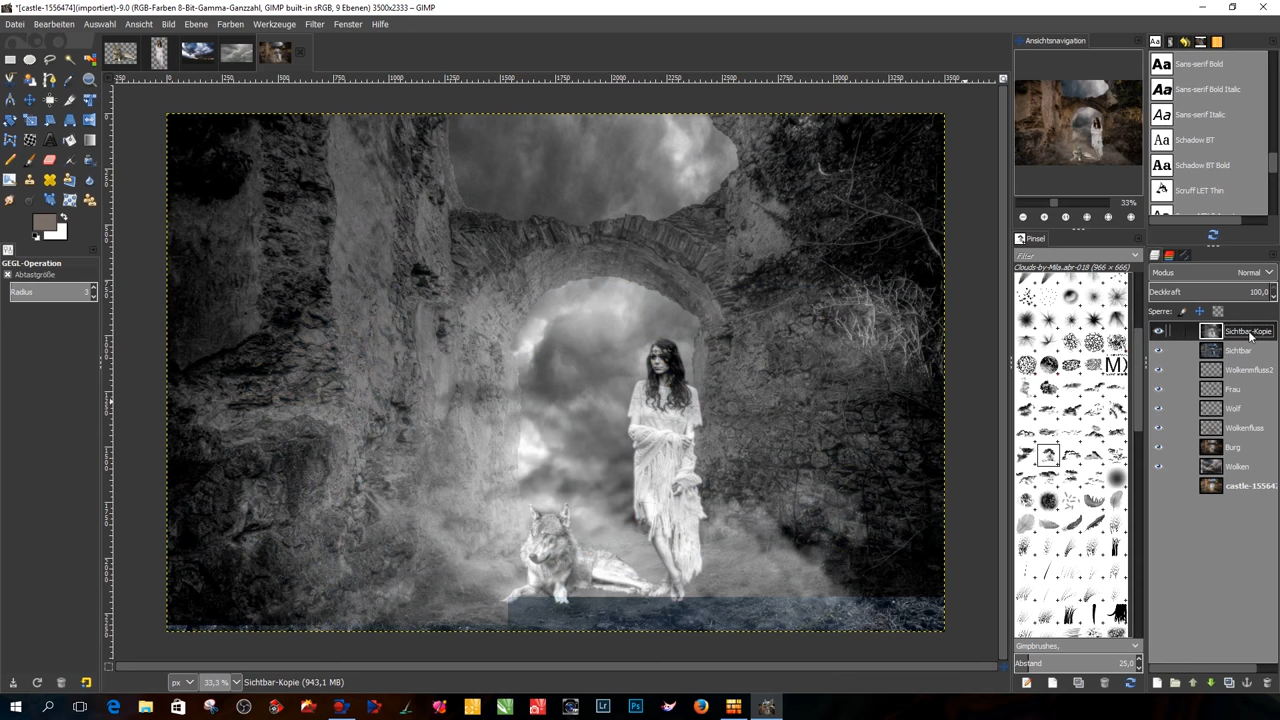 *[castle-1556474](importiert)-9.0 (RGB-Farben 8-Bit-Gamma-Ganzzahl, GIMP built-in sRGB, 9 Ebenen) 3500x2333 – GIMP
Datei Bearbeiten Auswahl Ansicht Bild Ebene Farben Werkzeuge Filter Fenster Hilfe
Ansichtsnavigation
Sans-serif Bold
Sans-serif Bold Italic
Sans-serif Italic
Schadow BT
Schadow BT Bold
Scruff LET Thin
33%
Pinsel
Filter
Clouds-by-Mila.abr-018 (966 × 666)
GEGL-Operation
Abtastgröße
Radius 3
Modus Normal
Deckkraft 100,0
Sperre:
Sichtbar-Kopie
Sichtbar
Wolkenmfluss2
Frau
Wolf
Wolkenfluss
Burg
Wolken
castle-15564
Gimpbrushes,
Abstand 25,0
px 33,3 % Sichtbar-Kopie (943,1 MB)